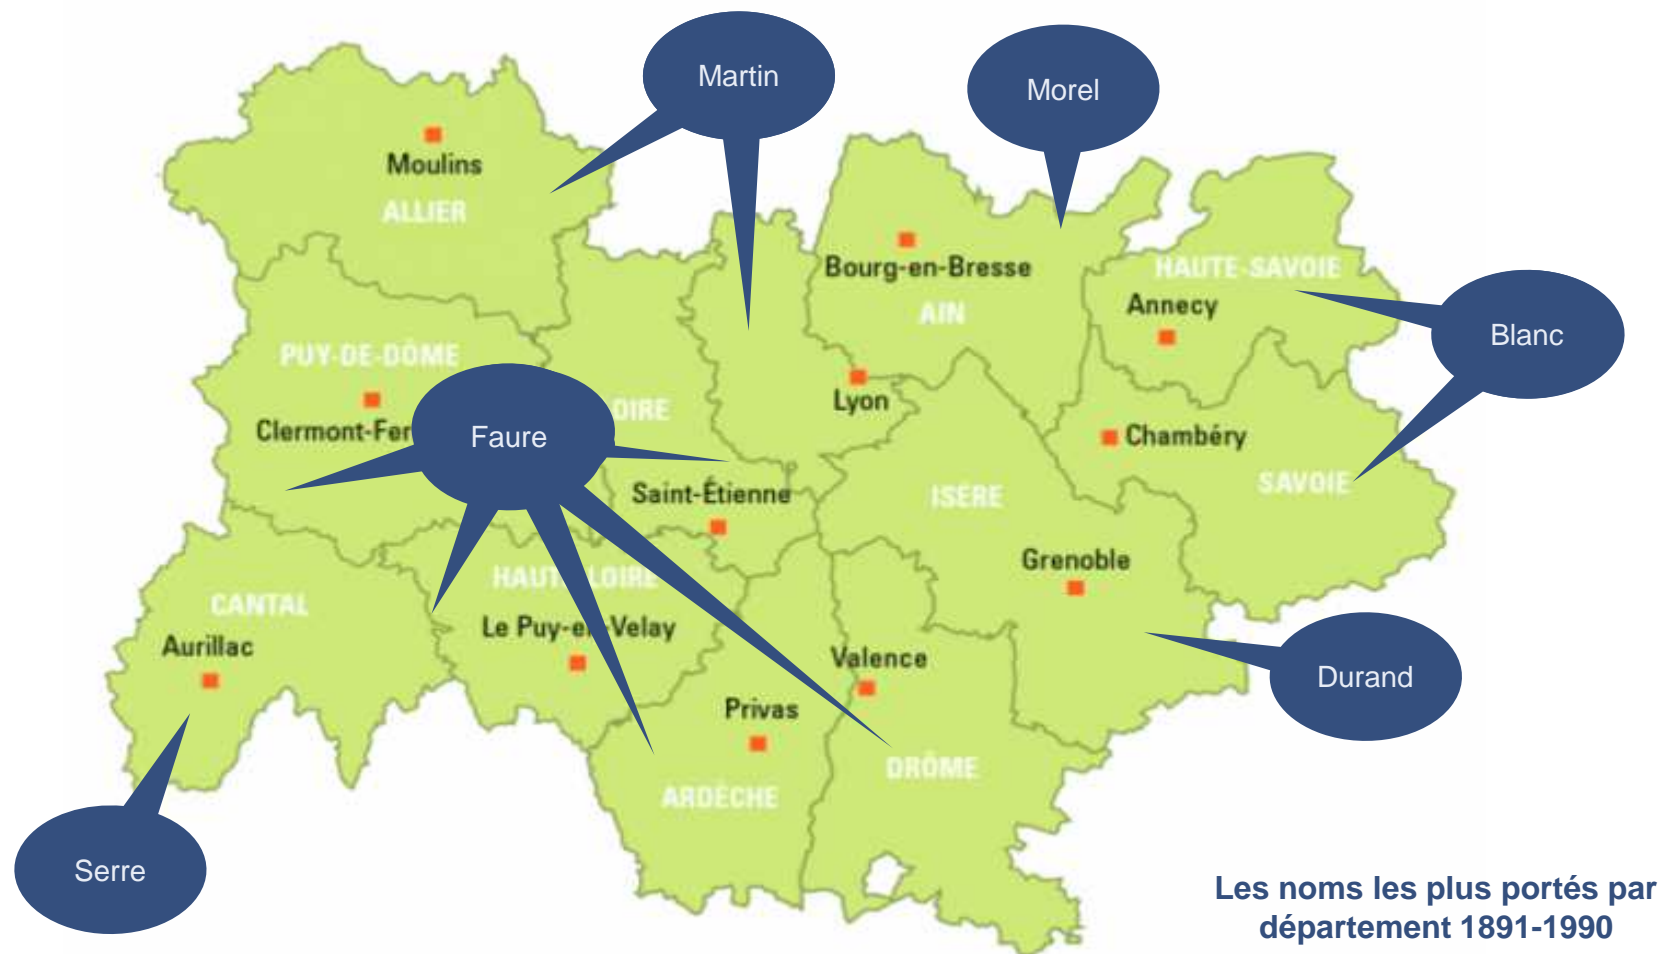 Martin
Morel
Moulins
ALLIER
Bourg-en-Bresse
HAUTE-SAVOIE
Annecy
AIN
Blanc
PUY-DE-DÔME
Lyon
Clermont-Fer
Faure
OIRE
Chambéry
SAVOIE
Saint-Étienne
ISÈRE
Grenoble
HAUTE-LOIRE
CANTAL
Le Puy-en-Velay
Aurillac
Valence
Durand
Privas
DRÔME
ARDÈCHE
Serre
Les noms les plus portés par
département 1891-1990